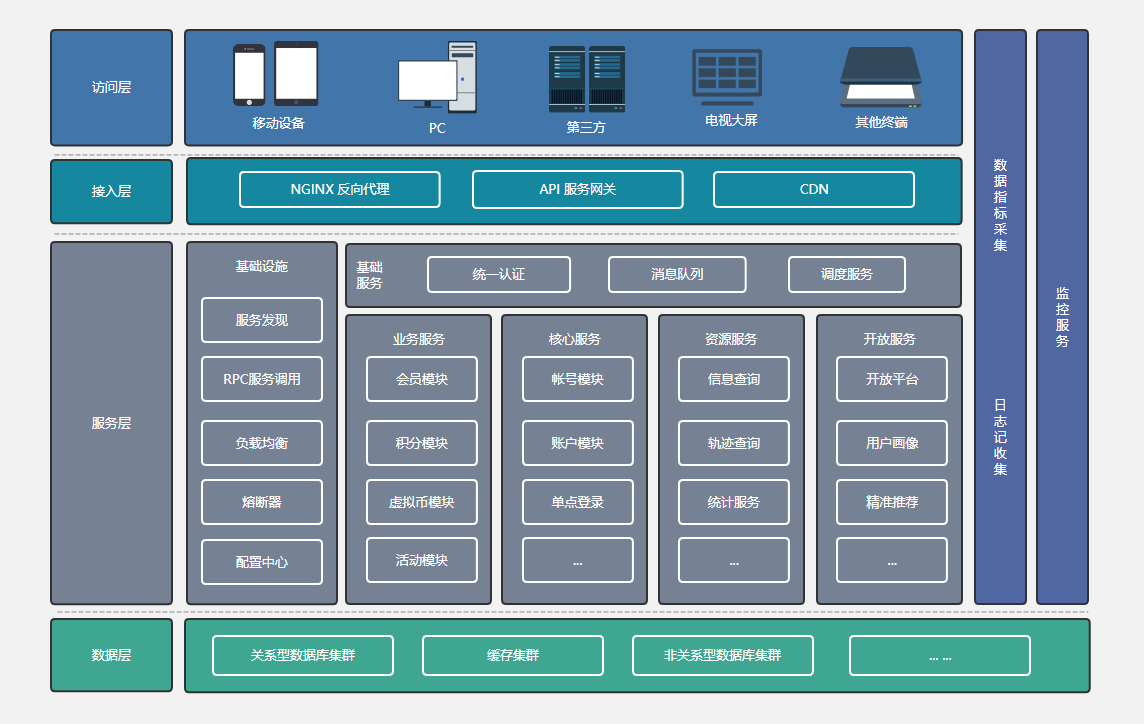 访问层
移动设备
PC
第三方
电视大屏
其他终端
接入层
NGINX 反向代理
API 服务网关
CDN
服务层
基础设施
服务发现
RPC服务调用
负载均衡
熔断器
配置中心
基础
服务
统一认证
消息队列
调度服务
业务服务
会员模块
积分模块
虚拟币模块
活动模块
核心服务
帐号模块
账户模块
单点登录
...
资源服务
信息查询
轨迹查询
统计服务
...
开放服务
开放平台
用户画像
精准推荐
...
数据指标采集
日志记收集
监控服务
数据层
关系型数据库集群
缓存集群
非关系型数据库集群
... ...